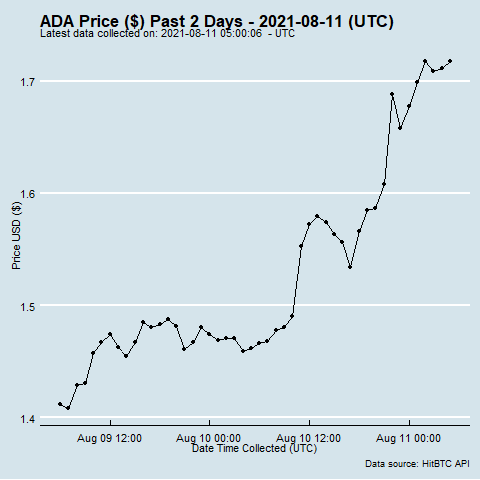 ADA Price ($) Past 2 Days - 2021-08-11 (UTC)
Latest data collected on: 2021-08-11 05:00:06  - UTC
1.7
1.6
Price USD ($)
1.5
1.4
Aug 09 12:00 Aug 10 00:00 Aug 10 12:00 Aug 11 00:00
Date Time Collected (UTC)
Data source: HitBTC API